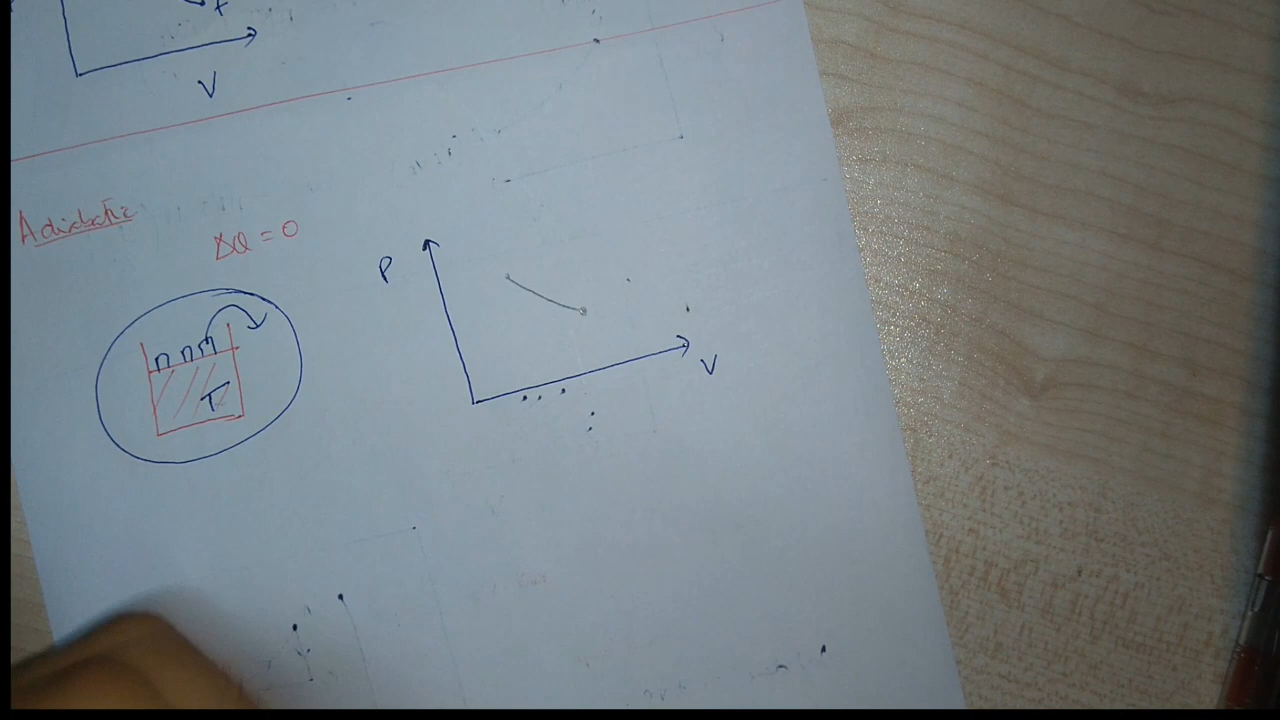 V
Adiabatic
ΔQ = 0
P
T
V